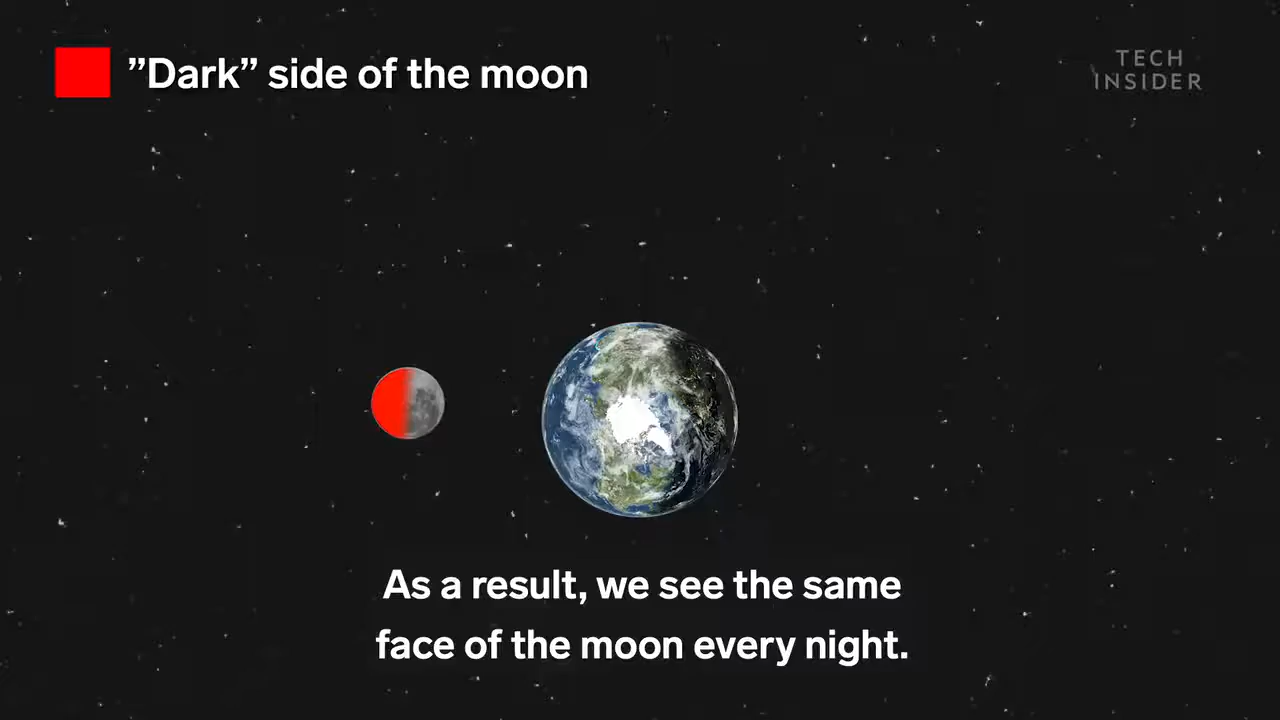 ”Dark” side of the moon
TECH
INSIDER
As a result, we see the same
face of the moon every night.